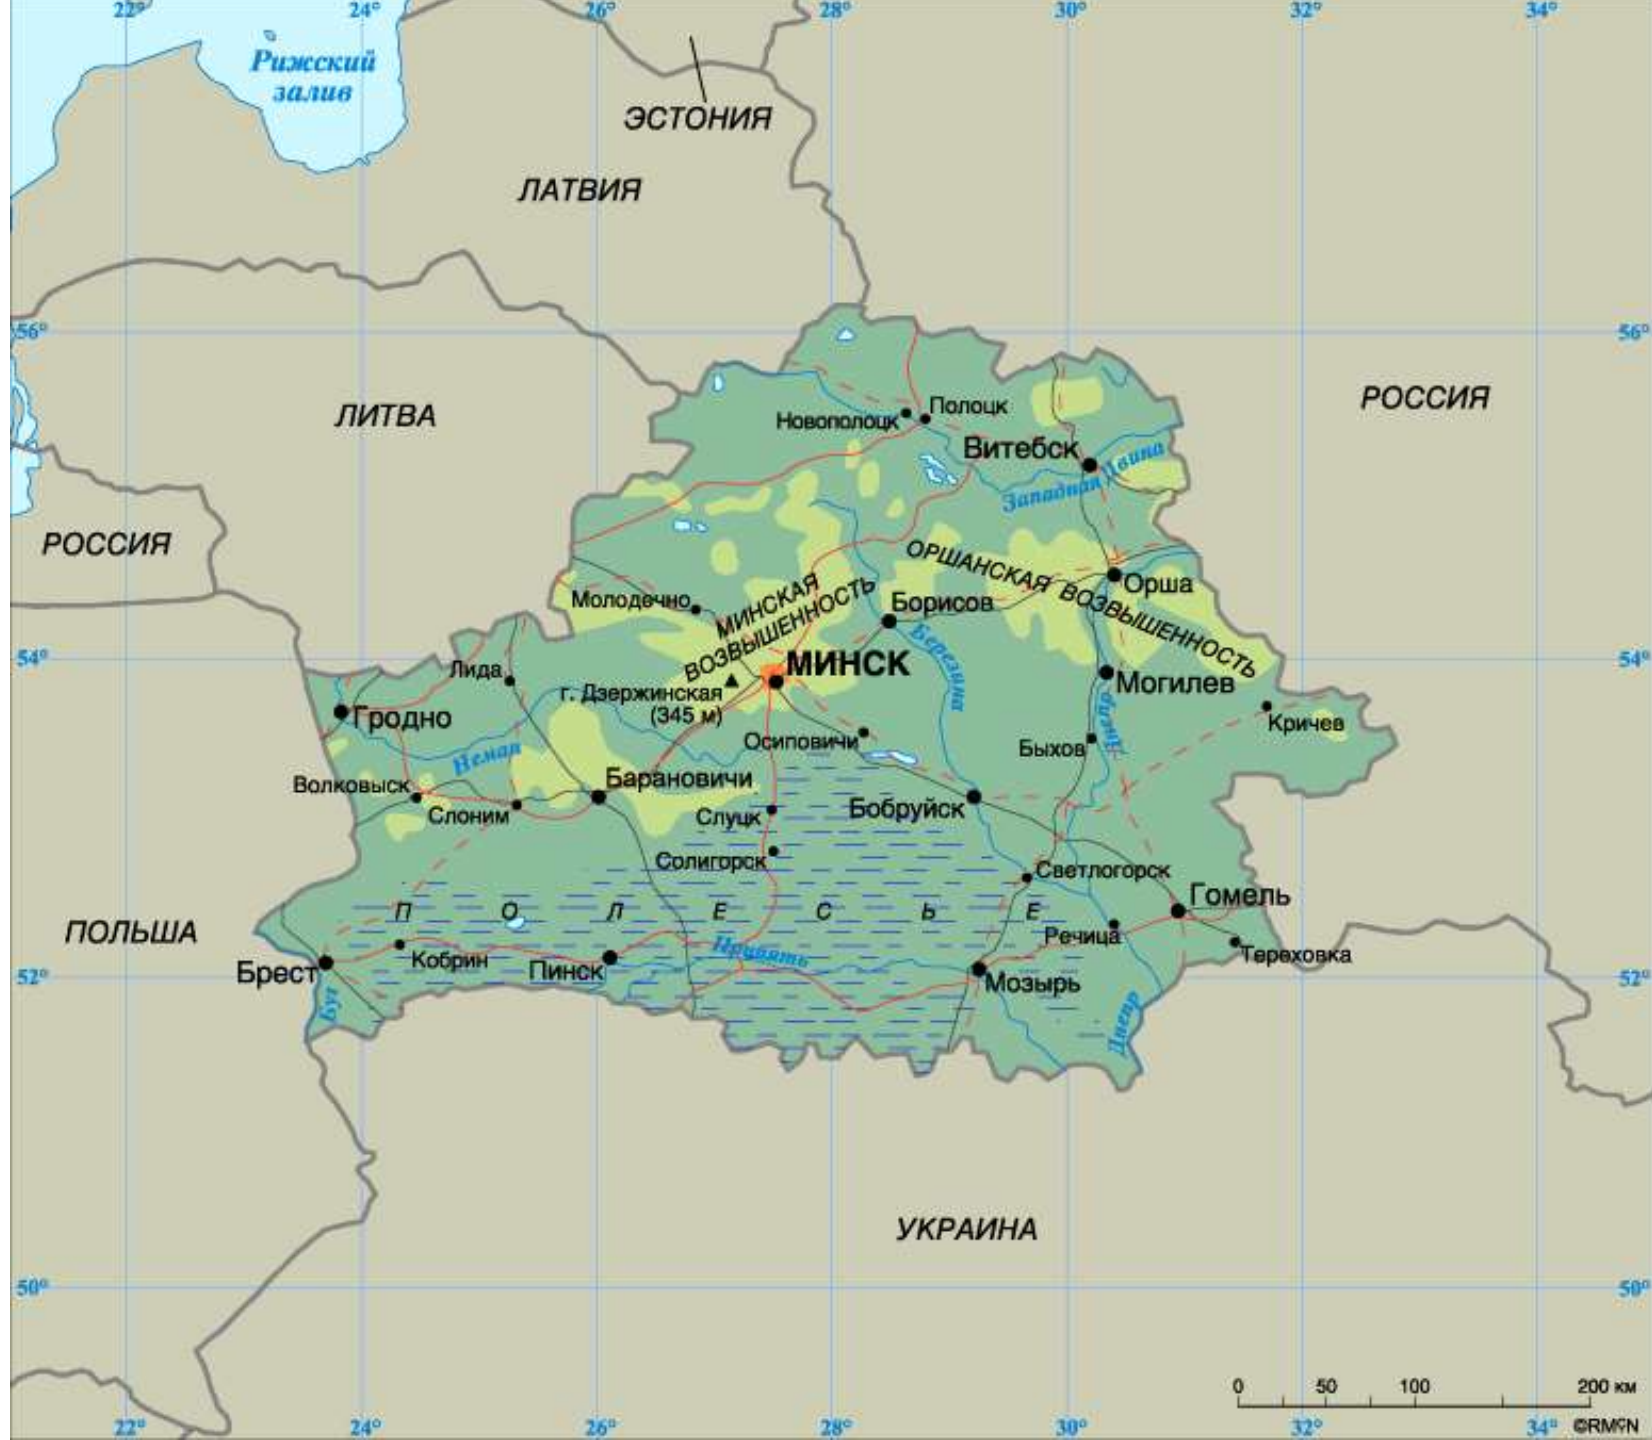 22° 24° 26° 28° 30° 32° 34°
Рижский
залив
ЭСТОНИЯ
ЛАТВИЯ
56° 56°
ЛИТВА
РОССИЯ
Новополоцк
Полоцк
Витебск
Западная Двина
РОССИЯ
ОРШАНСКАЯ ВОЗВЫШЕННОСТЬ
Орша
Молодечно
МИНСКАЯ
ВОЗВЫШЕННОСТЬ
Борисов
Березина
54° 54°
Лида
МИНСК
г. Дзержинская
(345 м)
Могилев
Днепр
Гродно
Неман
Кричев
Осиповичи
Быхов
Волковыск
Слоним
Барановичи
Слуцк
Бобруйск
Солигорск
Светлогорск
Гомель
П О Л Е С Ь Е
ПОЛЬША
Речица
Тереховка
Брест
Кобрин
Пинск
Припять
Мозырь
52° 52°
Буг
Днепр
УКРАИНА
50° 50°
0 50 100 200 км
22° 24° 26° 28° 30° 32° 34°
©RMCN